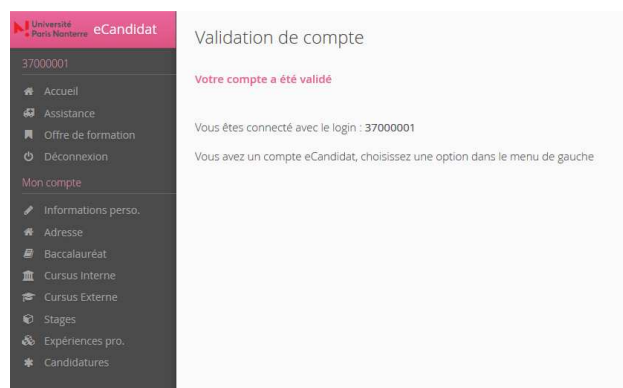 Université
Paris Nanterre
eCandidat
37000001
Accueil
Assistance
Offre de formation
Déconnexion
Mon compte
Informations perso.
Adresse
Baccalauréat
Cursus Interne
Cursus Externe
Stages
Expériences pro.
Candidatures
Validation de compte
Votre compte a été validé
Vous êtes connecté avec le login : 37000001
Vous avez un compte eCandidat, choisissez une option dans le menu de gauche